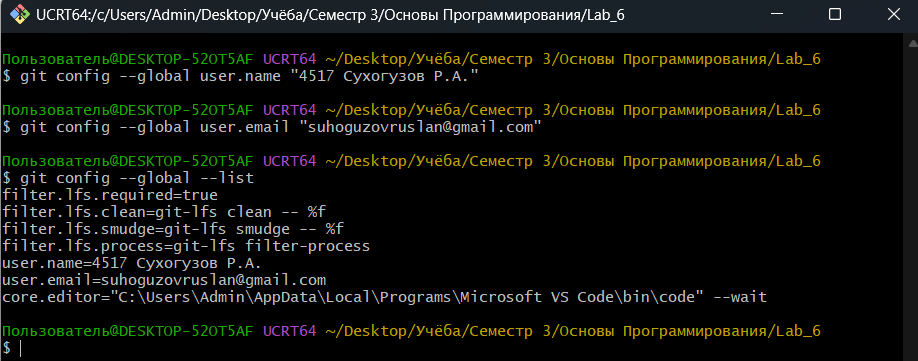 UCRT64:/c/Users/Admin/Desktop/Учёба/Семестр 3/Основы Программирования/Lab_6
Пользователь@DESKTOP-52OT5AF UCRT64 ~/Desktop/Учёба/Семестр 3/Основы Программирования/Lab_6
$ git config --global user.name "4517 Сухогузов Р.А."
Пользователь@DESKTOP-52OT5AF UCRT64 ~/Desktop/Учёба/Семестр 3/Основы Программирования/Lab_6
$ git config --global user.email "suhoguzovruslan@gmail.com"
Пользователь@DESKTOP-52OT5AF UCRT64 ~/Desktop/Учёба/Семестр 3/Основы Программирования/Lab_6
$ git config --global --list
filter.lfs.required=true
filter.lfs.clean=git-lfs clean -- %f
filter.lfs.smudge=git-lfs smudge -- %f
filter.lfs.process=git-lfs filter-process
user.name=4517 Сухогузов Р.А.
user.email=suhoguzovruslan@gmail.com
core.editor="C:\Users\Admin\AppData\Local\Programs\Microsoft VS Code\bin\code" --wait
Пользователь@DESKTOP-52OT5AF UCRT64 ~/Desktop/Учёба/Семестр 3/Основы Программирования/Lab_6
$